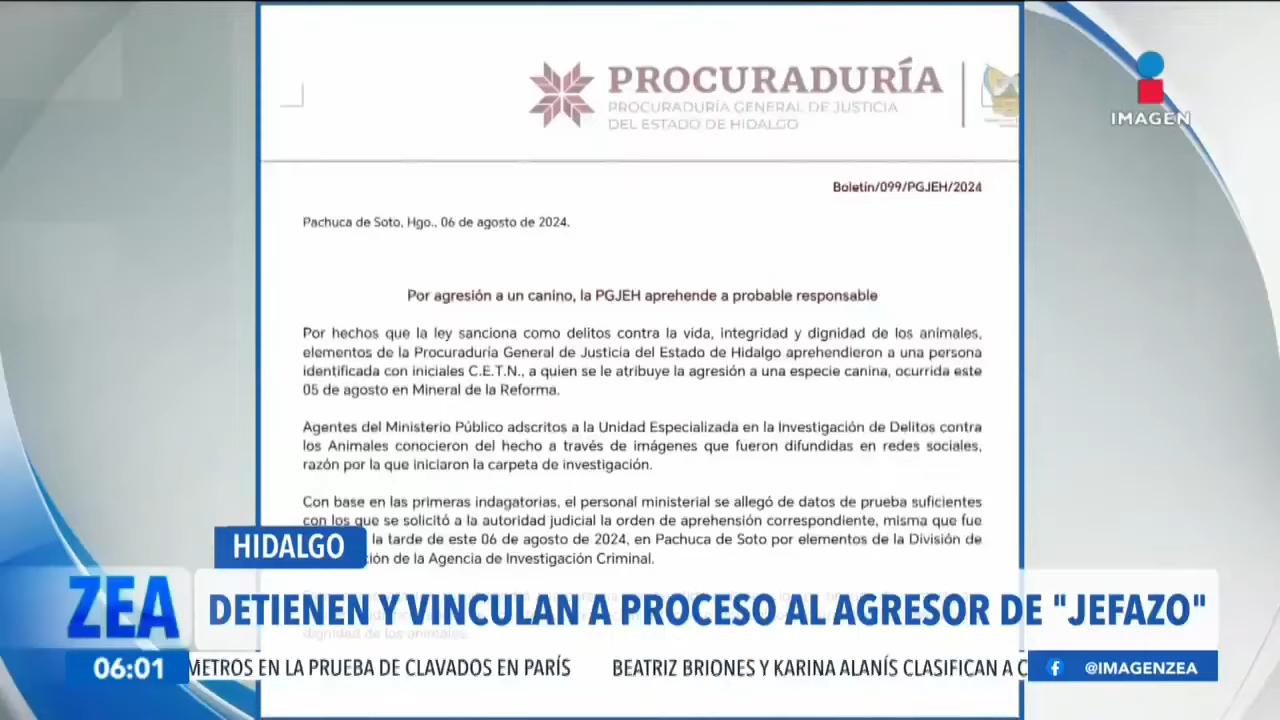 PROCURADURÍA
PROCURADURÍA GENERAL DE JUSTICIA
DEL ESTADO DE HIDALGO
IMAGEN
Boletín/099/PGJEH/2024
Pachuca de Soto, Hgo., 06 de agosto de 2024.
Por agresión a un canino, la PGJEH aprehende a probable responsable
Por hechos que la ley sanciona como delitos contra la vida, integridad y dignidad de los animales,
elementos de la Procuraduría General de Justicia del Estado de Hidalgo aprehendieron a una persona
identificada con iniciales C.E.T.N., a quien se le atribuye la agresión a una especie canina, ocurrida este
05 de agosto en Mineral de la Reforma.
Agentes del Ministerio Público adscritos a la Unidad Especializada en la Investigación de Delitos contra
los Animales conocieron del hecho a través de imágenes que fueron difundidas en redes sociales,
razón por la que iniciaron la carpeta de investigación.
Con base en las primeras indagatorias, el personal ministerial se allegó de datos de prueba suficientes
con los que se solicitó a la autoridad judicial la orden de aprehensión correspondiente, misma que fue
la tarde de este 06 de agosto de 2024, en Pachuca de Soto por elementos de la División de
ción de la Agencia de Investigación Criminal.
dignidad de los animales.
HIDALGO
ZEA
DETIENEN Y VINCULAN A PROCESO AL AGRESOR DE "JEFAZO"
06:01
METROS EN LA PRUEBA DE CLAVADOS EN PARÍS BEATRIZ BRIONES Y KARINA ALANÍS CLASIFICAN A C
@IMAGENZEA